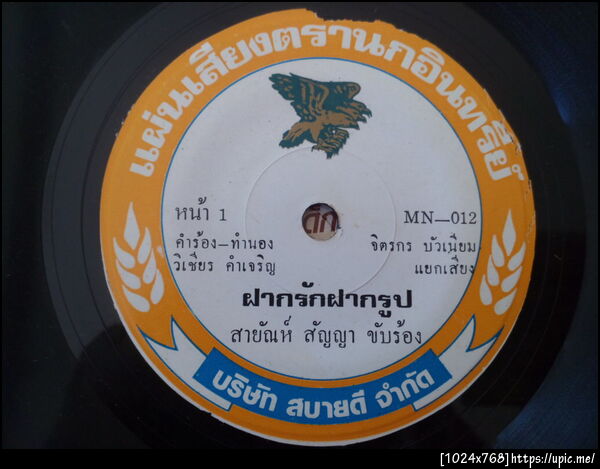 แผ่นเสียงตรานกอินทรีย์
หน้า 1
MN—012
คำร้อง–ทำนอง
จิตรกร บัวเนียม
วิเชียร คำเจริญ
แยกเสียง
ฝากรักฝากรูป
สายัณห์ สัญญา ขับร้อง
บริษัท สบายดี จำกัด
[1024x768]https://upic.me/